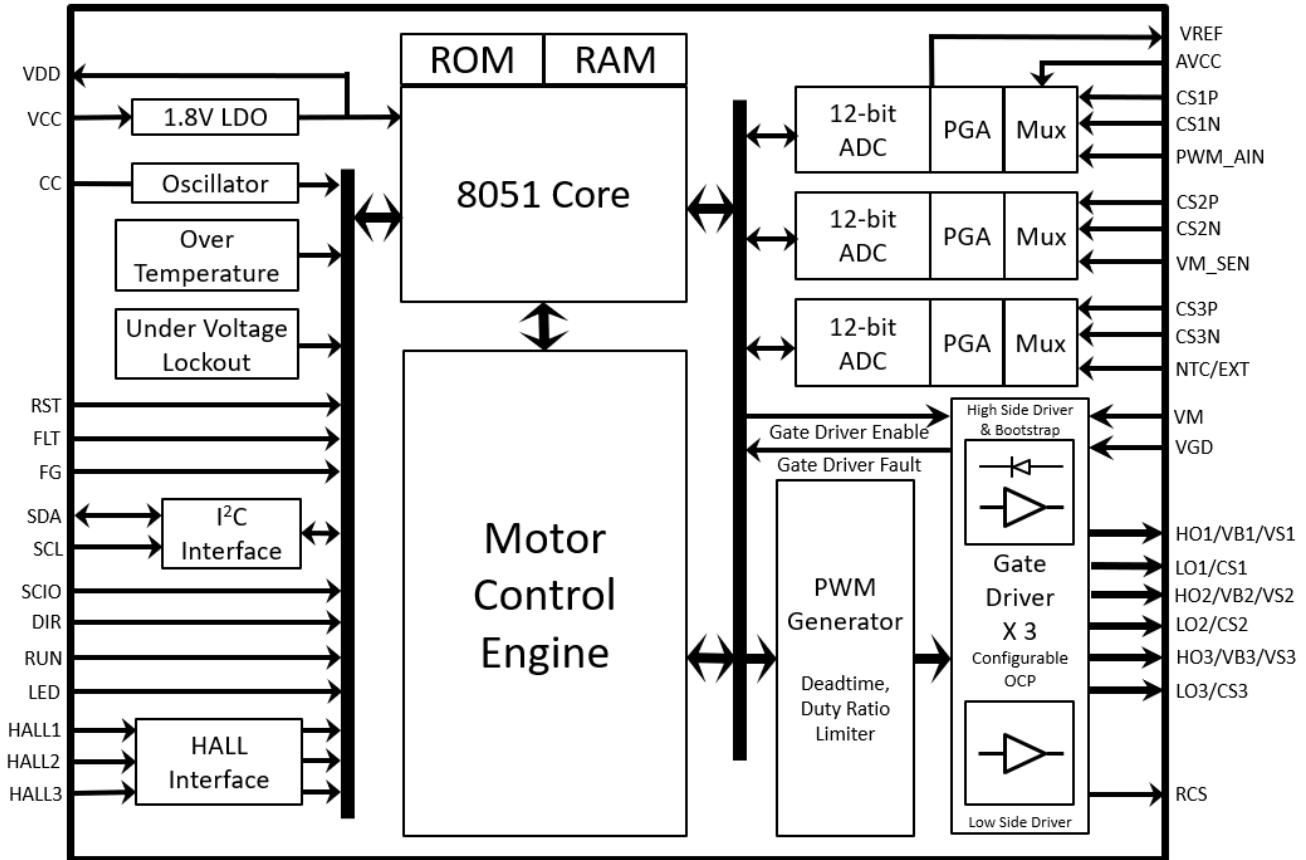 VDD
VCC
CC
RST
FLT
FG
SDA
SCL
SCIO
DIR
RUN
LED
HALL1
HALL2
HALL3
1.8V LDO
Oscillator
Over
Temperature
Under Voltage
Lockout
I²C
Interface
HALL
Interface
ROM
RAM
8051 Core
Motor
Control
Engine
12-bit
ADC
PGA
Mux
12-bit
ADC
PGA
Mux
12-bit
ADC
PGA
Mux
Gate Driver Enable
Gate Driver Fault
PWM
Generator
Deadtime,
Duty Ratio
Limiter
High Side Driver
& Bootstrap
Gate
Driver
X 3
Configurable
OCP
Low Side Driver
VREF
AVCC
CS1P
CS1N
PWM_AIN
CS2P
CS2N
VM_SEN
CS3P
CS3N
NTC/EXT
VM
VGD
HO1/VB1/VS1
LO1/CS1
HO2/VB2/VS2
LO2/CS2
HO3/VB3/VS3
LO3/CS3
RCS